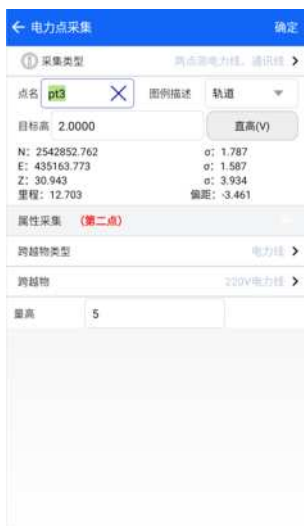 ← 电力点采集 确定
采集类型 两点测电力线、通讯线 >
点名 pt3 图例描述 轨道
目标高 2.0000 直高(V)
N: 2542852.762 σ: 1.787
E: 435163.773 σ: 1.587
Z: 30.943 σ: 3.934
里程: 12.703 偏距: -3.461
属性采集 (第二点)
跨越物类型 电力线 >
跨越物 220V电力线 >
量高 5